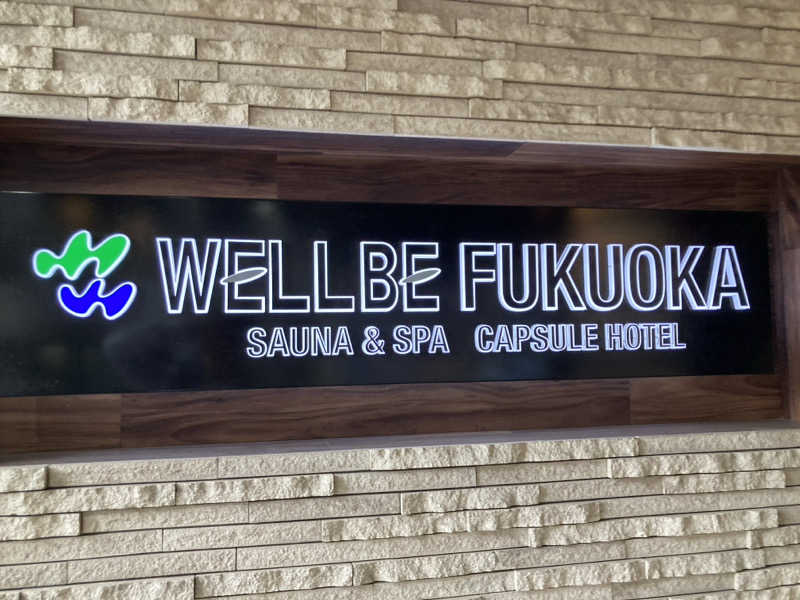 WELLBE FUKUOKA
SAUNA & SPA CAPSULE HOTEL